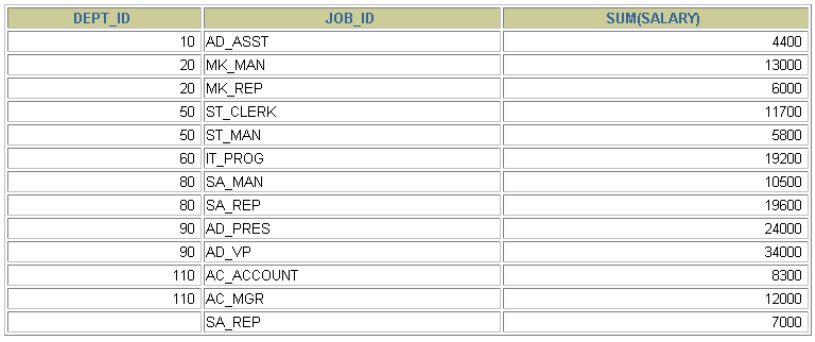 DEPT_ID JOB_ID SUM(SALARY)
10 AD_ASST 4400
20 MK_MAN 13000
20 MK_REP 6000
50 ST_CLERK 11700
50 ST_MAN 5800
60 IT_PROG 19200
80 SA_MAN 10500
80 SA_REP 19600
90 AD_PRES 24000
90 AD_VP 34000
110 AC_ACCOUNT 8300
110 AC_MGR 12000
SA_REP 7000